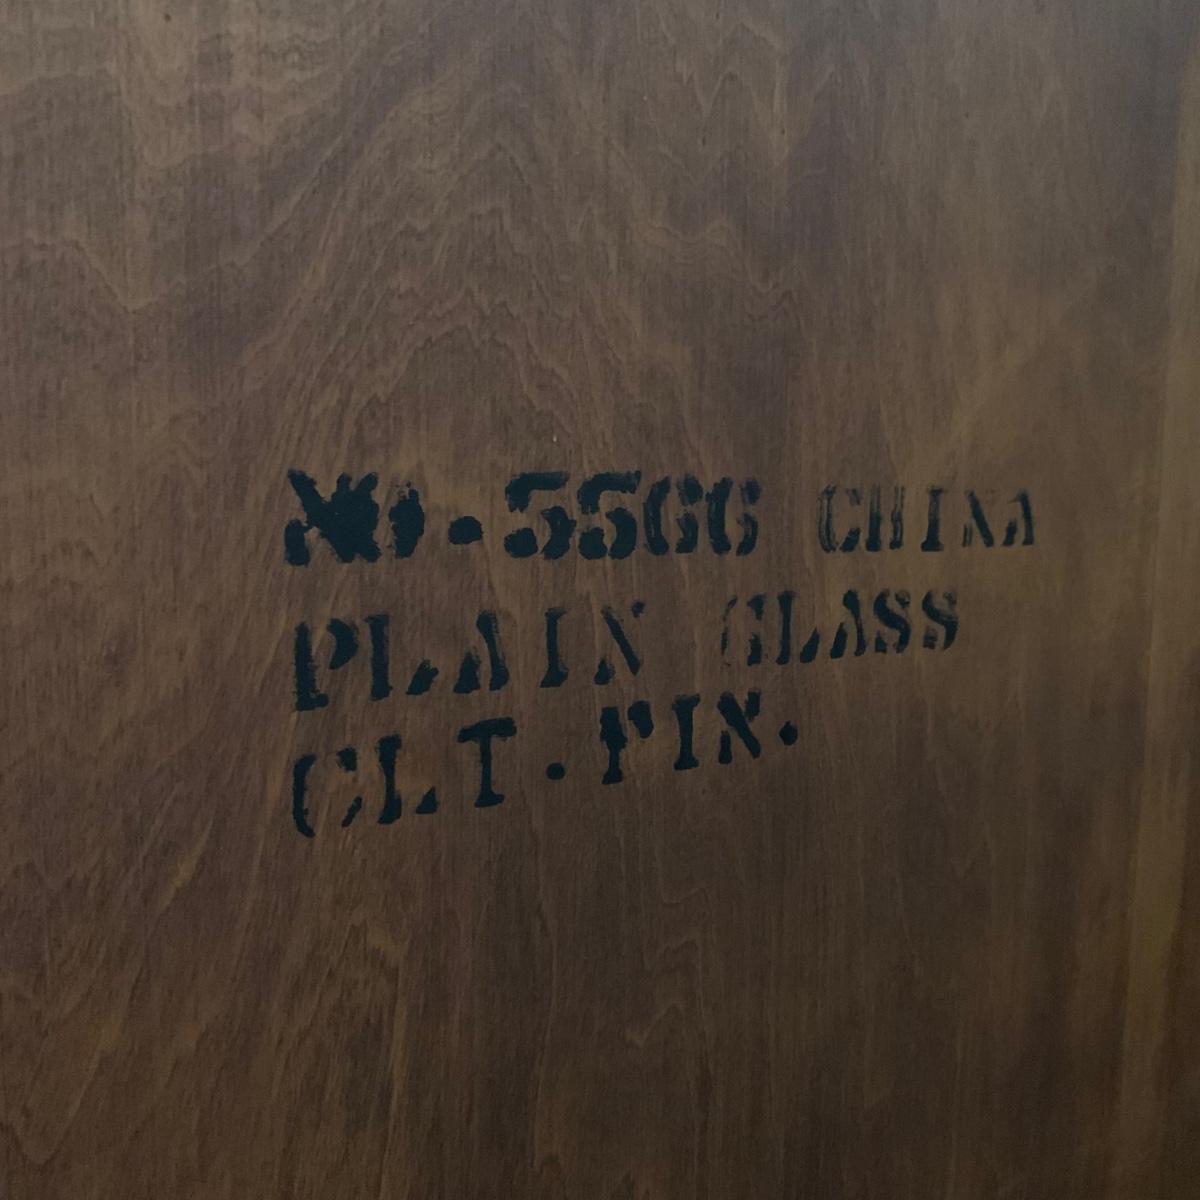 NO. 5566 CHINA
PLAIN GLASS
CLT. FIN.